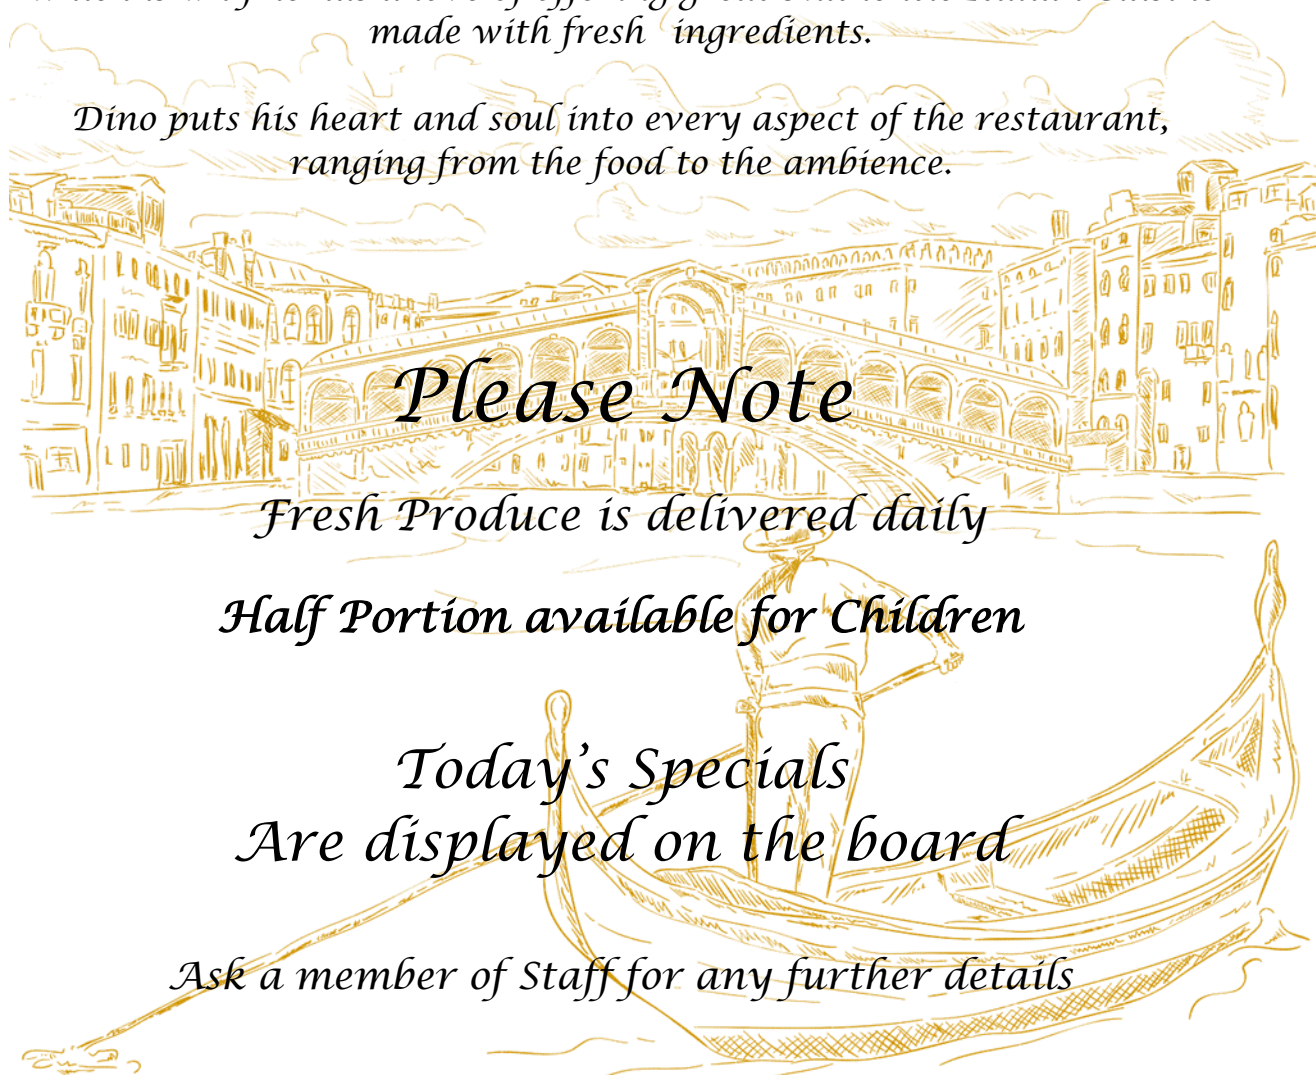 made with fresh ingredients.
Dino puts his heart and soul into every aspect of the restaurant,
ranging from the food to the ambience.
Please Note
Fresh Produce is delivered daily
Half Portion available for Children
Today’s Specials
Are displayed on the board
Ask a member of Staff for any further details